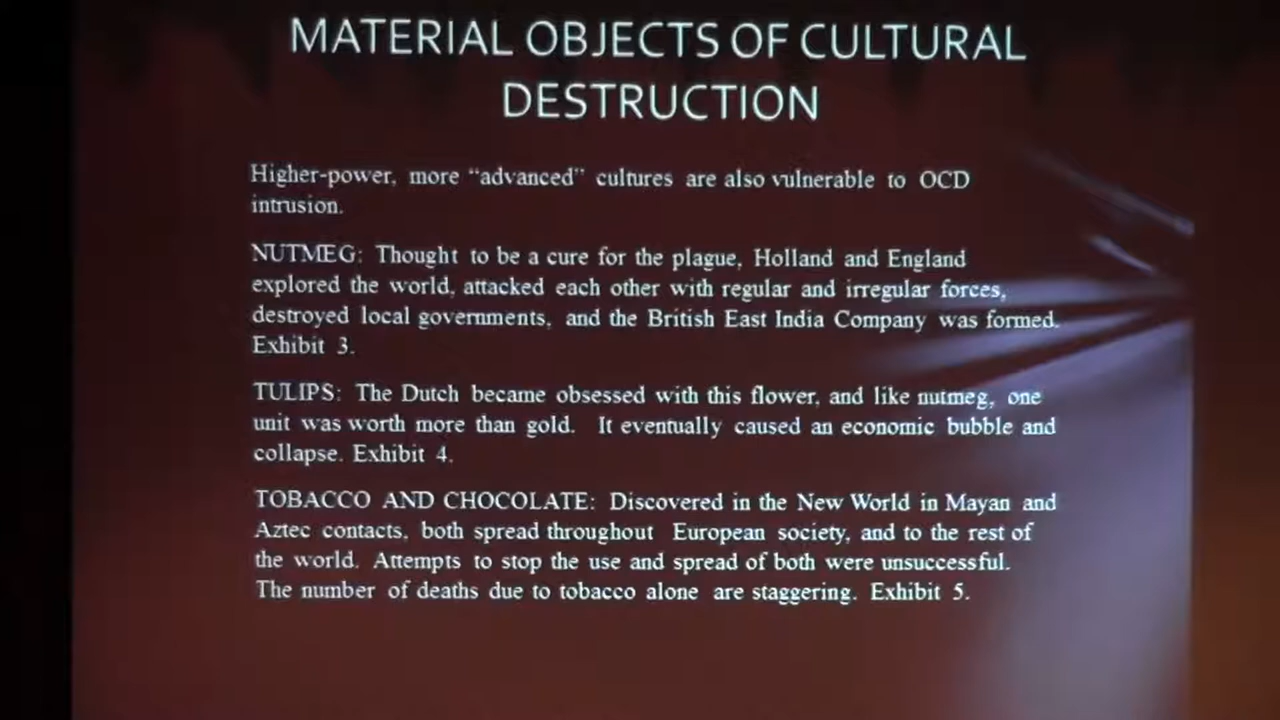 MATERIAL OBJECTS OF CULTURAL
DESTRUCTION
Higher-power, more “advanced” cultures are also vulnerable to OCD
intrusion.
NUTMEG: Thought to be a cure for the plague, Holland and England
explored the world, attacked each other with regular and irregular forces,
destroyed local governments, and the British East India Company was formed.
Exhibit 3.
TULIPS: The Dutch became obsessed with this flower, and like nutmeg, one
unit was worth more than gold. It eventually caused an economic bubble and
collapse. Exhibit 4.
TOBACCO AND CHOCOLATE: Discovered in the New World in Mayan and
Aztec contacts, both spread throughout European society, and to the rest of
the world. Attempts to stop the use and spread of both were unsuccessful.
The number of deaths due to tobacco alone are staggering. Exhibit 5.